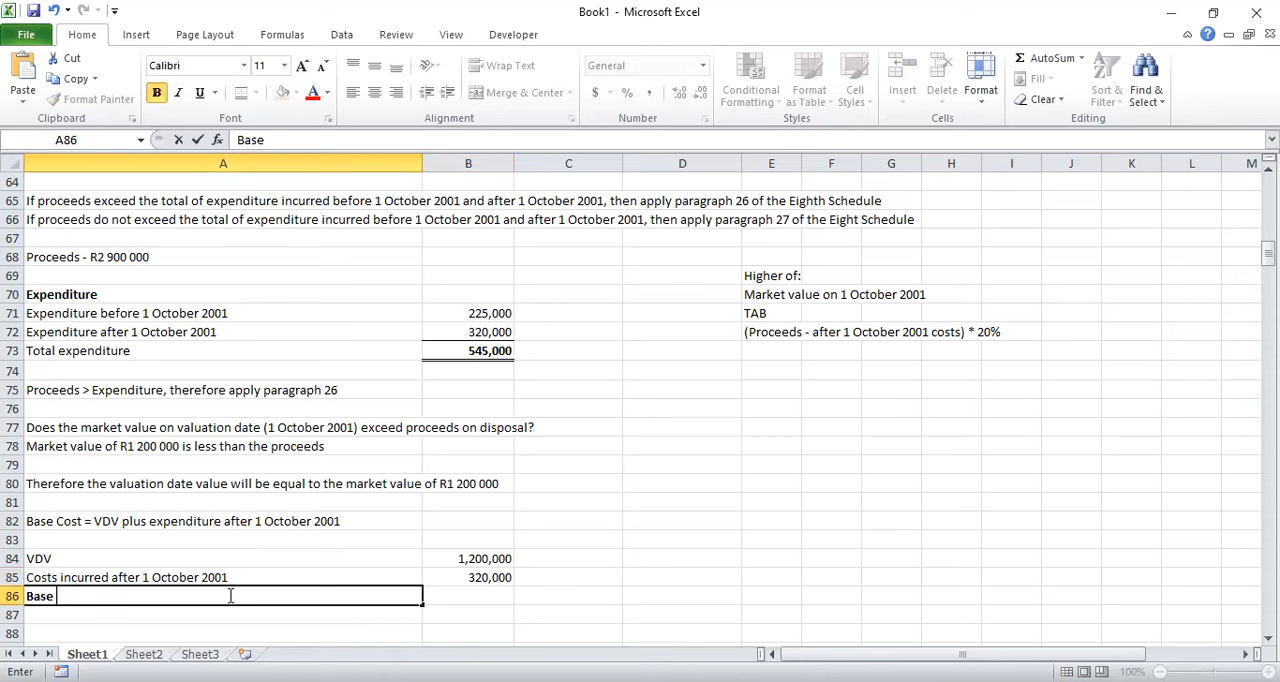 Book1 - Microsoft Excel
File Home Insert Page Layout Formulas Data Review View Developer
Paste
Cut
Copy
Format Painter
Clipboard
Calibri 11 A A
B I U A
Font
Wrap Text
Merge & Center
Alignment
General
$ % ,
Number
Conditional Formatting
Format as Table
Cell Styles
Styles
Insert Delete Format
Cells
AutoSum
Fill
Clear
Sort & Filter
Find & Select
Editing
A86 fx Base
A B C D E F G H I J K L M
64
65 If proceeds exceed the total of expenditure incurred before 1 October 2001 and after 1 October 2001, then apply paragraph 26 of the Eighth Schedule
66 If proceeds do not exceed the total of expenditure incurred before 1 October 2001 and after 1 October 2001, then apply paragraph 27 of the Eight Schedule
67
68 Proceeds - R2 900 000
69 Higher of:
70 Expenditure Market value on 1 October 2001
71 Expenditure before 1 October 2001 225,000 TAB
72 Expenditure after 1 October 2001 320,000 (Proceeds - after 1 October 2001 costs) * 20%
73 Total expenditure 545,000
74
75 Proceeds > Expenditure, therefore apply paragraph 26
76
77 Does the market value on valuation date (1 October 2001) exceed proceeds on disposal?
78 Market value of R1 200 000 is less than the proceeds
79
80 Therefore the valuation date value will be equal to the market value of R1 200 000
81
82 Base Cost = VDV plus expenditure after 1 October 2001
83
84 VDV 1,200,000
85 Costs incurred after 1 October 2001 320,000
86 Base
87
88
Sheet1 Sheet2 Sheet3
Enter 100%